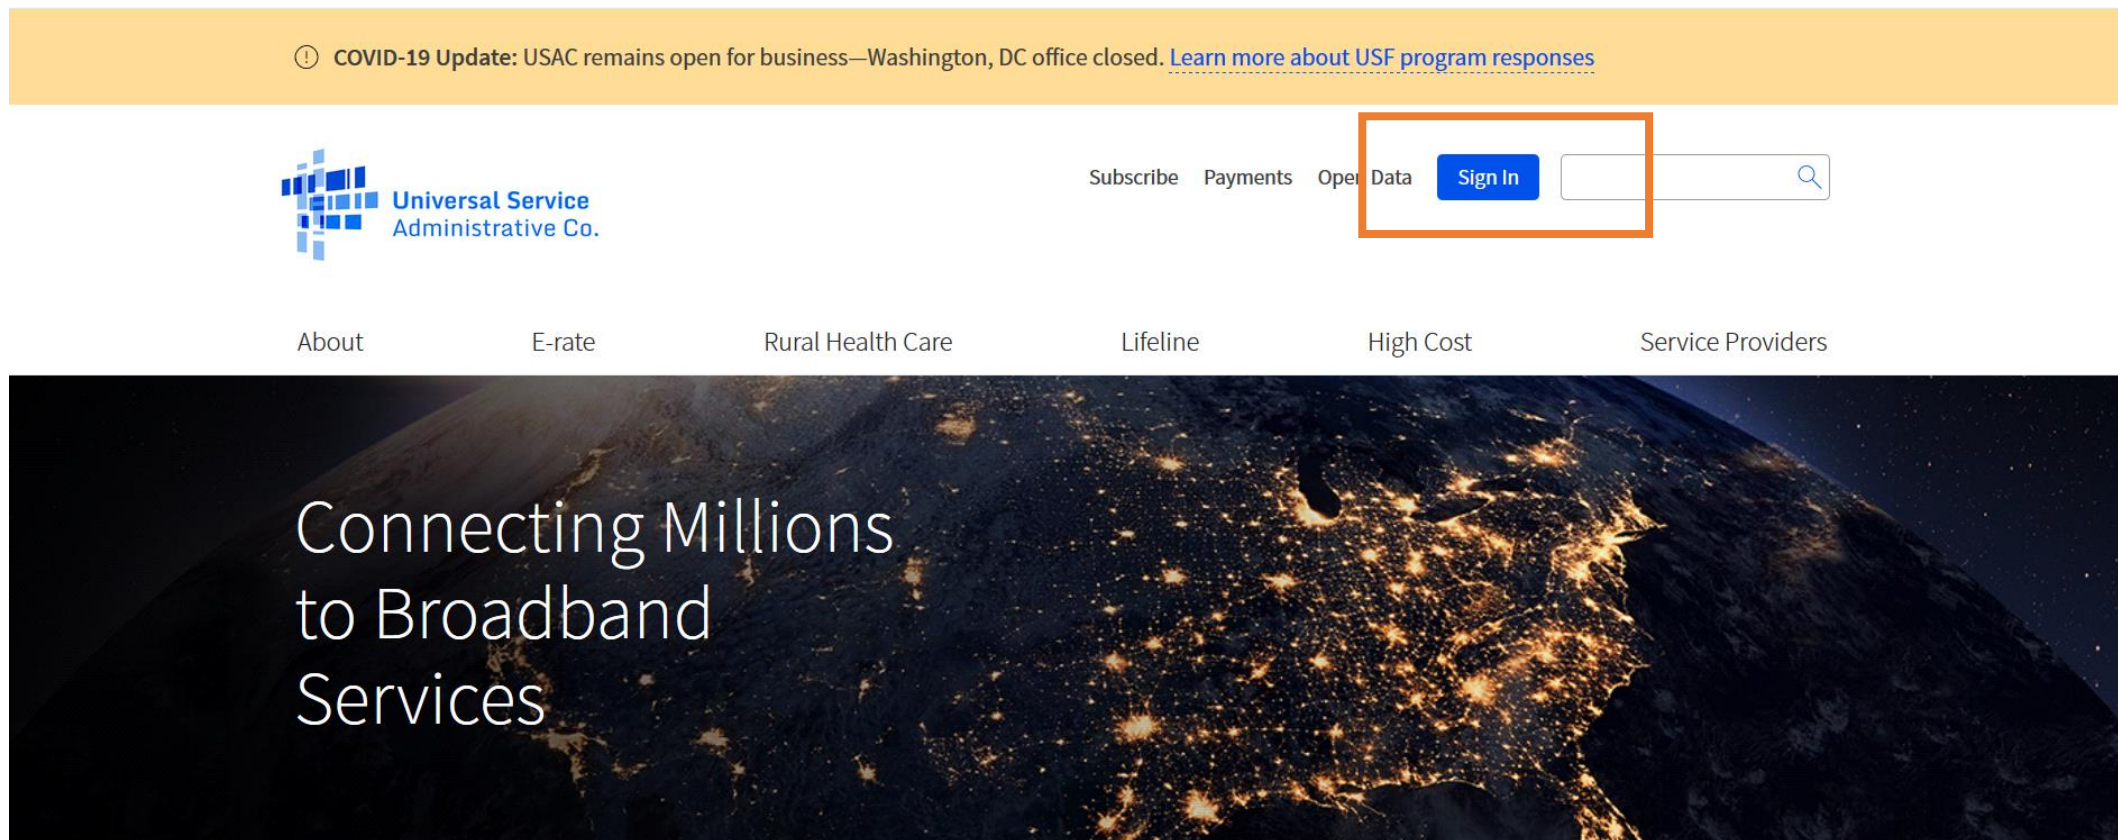 COVID-19 Update: USAC remains open for business—Washington, DC office closed. Learn more about USF program responses
Subscribe Payments Open Data Sign In
Universal Service
Administrative Co.
About E-rate Rural Health Care Lifeline High Cost Service Providers
Connecting Millions
to Broadband
Services